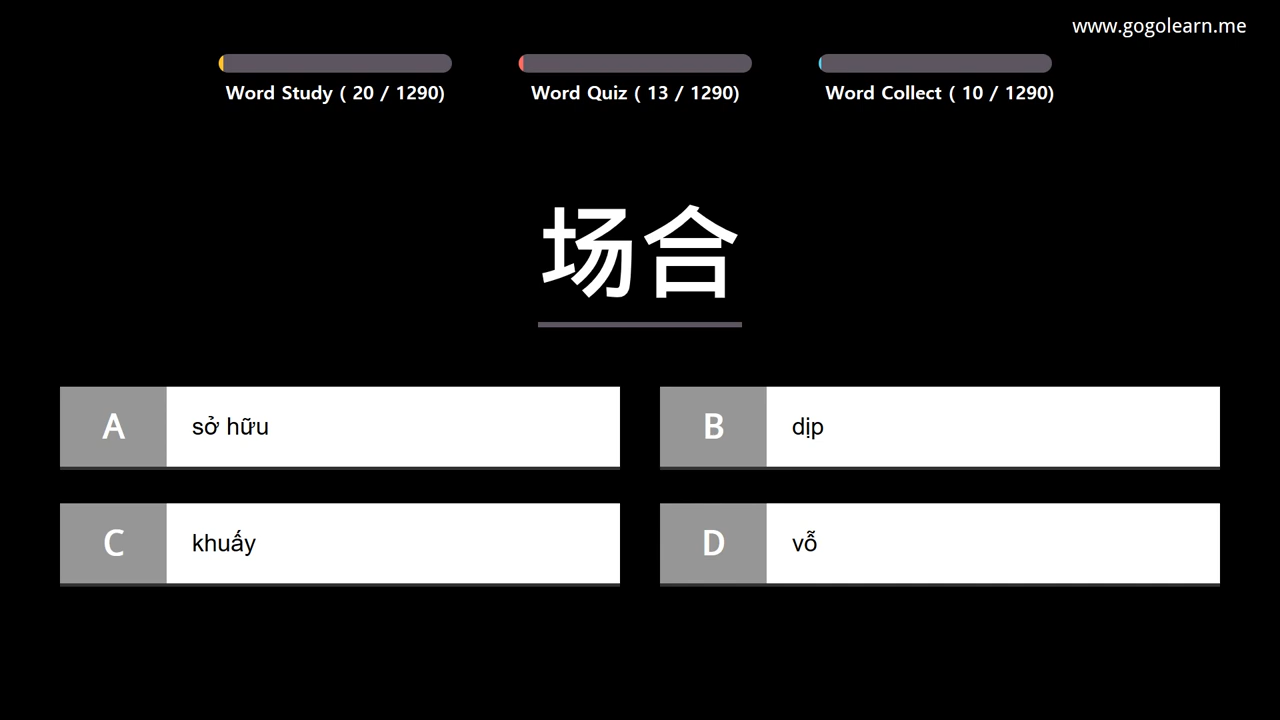 www.gogolearn.me
Word Study ( 20 / 1290)
Word Quiz ( 13 / 1290)
Word Collect ( 10 / 1290)
场合
A sở hữu
B dịp
C khuấy
D vỗ